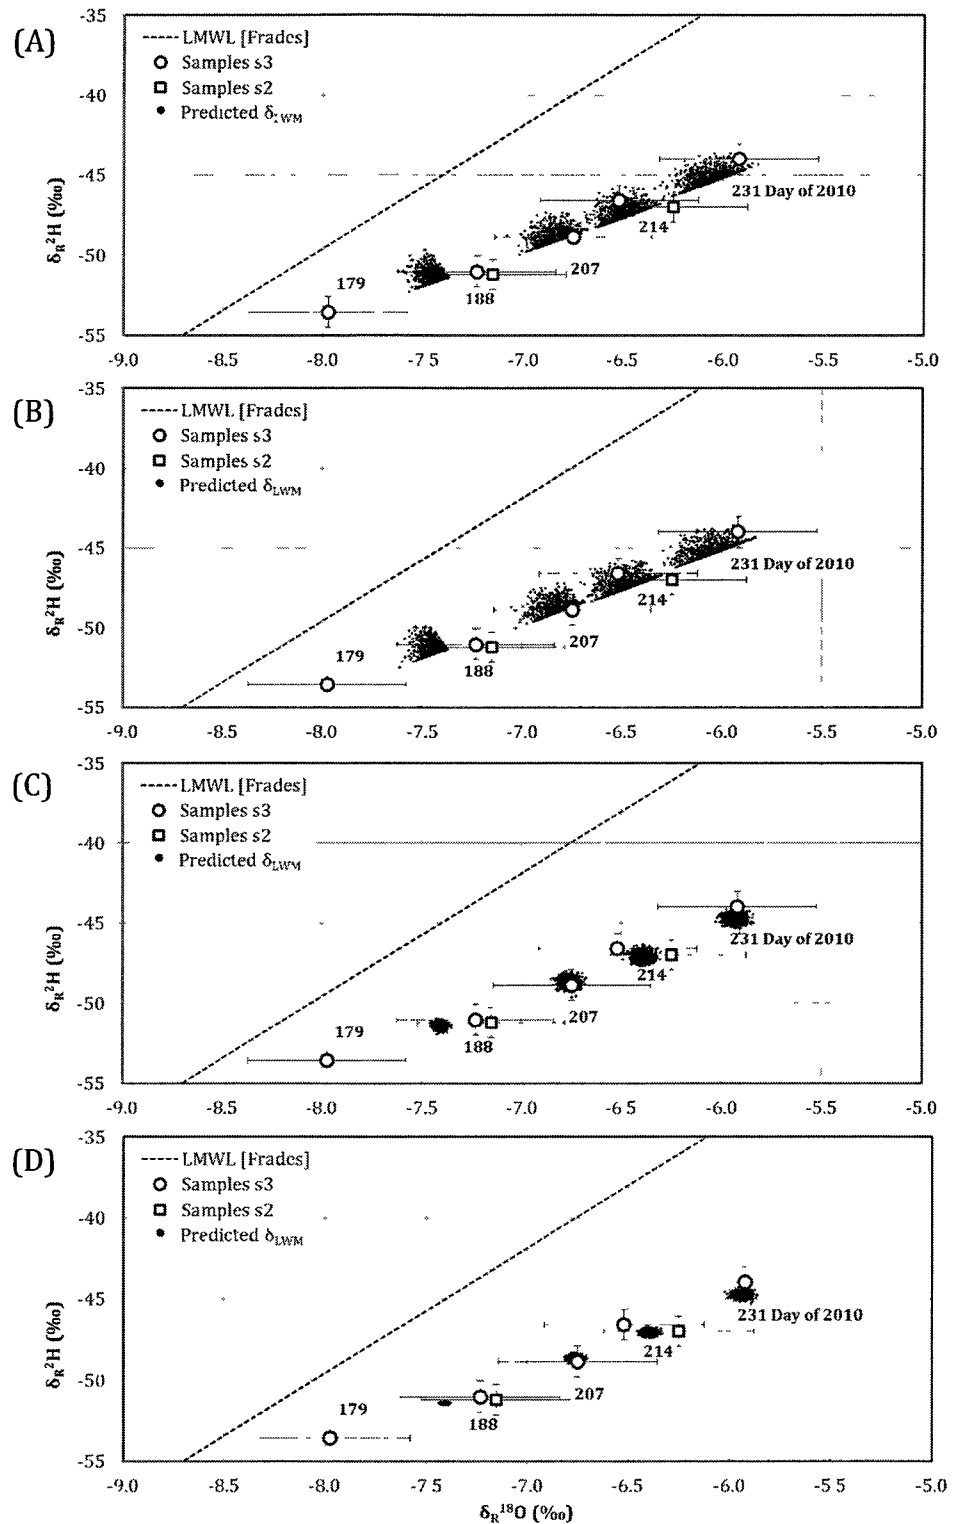 (A)
-35
-40
-45
-50
-55
δR²H (‰)
LMWL [Frades]
Samples s3
Samples s2
Predicted δLWM
179
188
207
214
231 Day of 2010
-9.0 -8.5 -8.0 -7.5 -7.0 -6.5 -6.0 -5.5 -5.0
(B)
-35
-40
-45
-50
-55
δR²H (‰)
LMWL [Frades]
Samples s3
Samples s2
Predicted δLWM
179
188
207
214
231 Day of 2010
-9.0 -8.5 -8.0 -7.5 -7.0 -6.5 -6.0 -5.5 -5.0
(C)
-35
-40
-45
-50
-55
δR²H (‰)
LMWL [Frades]
Samples s3
Samples s2
Predicted δLWM
179
188
207
214
231 Day of 2010
-9.0 -8.5 -8.0 -7.5 -7.0 -6.5 -6.0 -5.5 -5.0
(D)
-35
-40
-45
-50
-55
δR²H (‰)
LMWL [Frades]
Samples s3
Samples s2
Predicted δLWM
179
188
207
214
231 Day of 2010
-9.0 -8.5 -8.0 -7.5 -7.0 -6.5 -6.0 -5.5 -5.0
δR¹⁸O (‰)